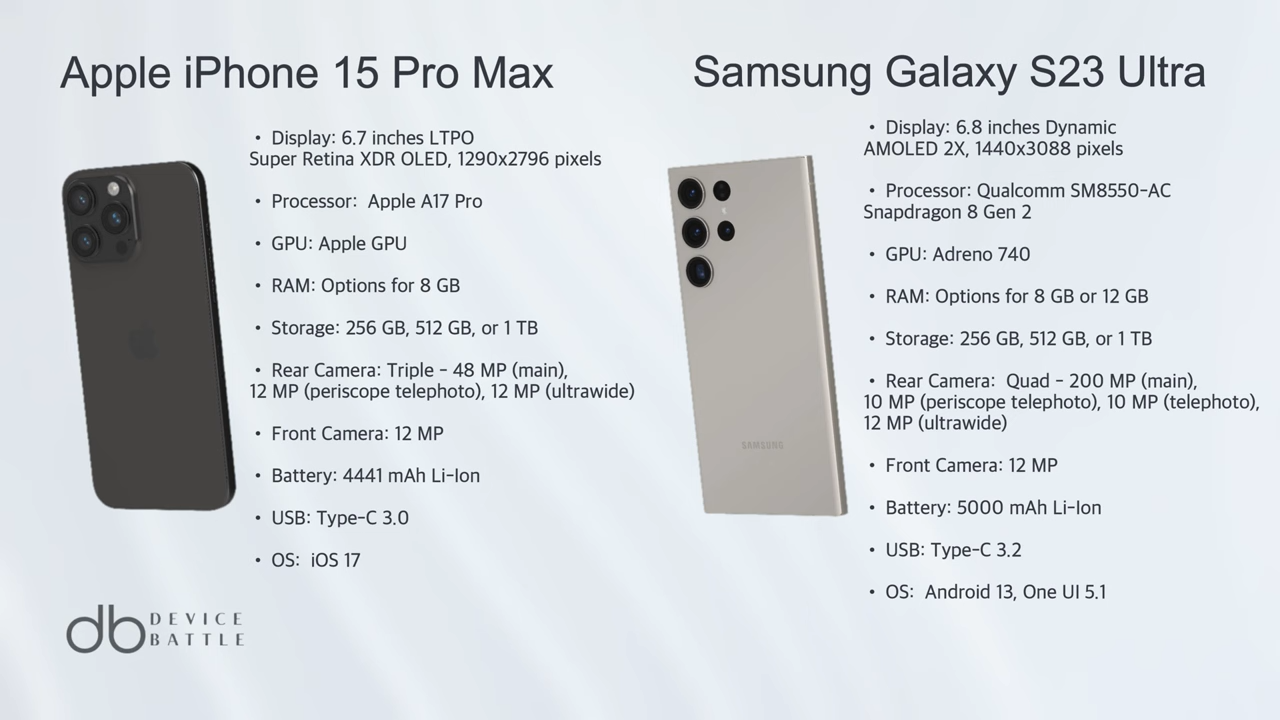 Apple iPhone 15 Pro Max
• Display: 6.7 inches LTPO
Super Retina XDR OLED, 1290x2796 pixels
• Processor:  Apple A17 Pro
• GPU: Apple GPU
• RAM: Options for 8 GB
• Storage: 256 GB, 512 GB, or 1 TB
• Rear Camera: Triple - 48 MP (main),
12 MP (periscope telephoto), 12 MP (ultrawide)
• Front Camera: 12 MP
• Battery: 4441 mAh Li-Ion
• USB: Type-C 3.0
• OS:  iOS 17
db DEVICE
BATTLE
Samsung Galaxy S23 Ultra
• Display: 6.8 inches Dynamic
AMOLED 2X, 1440x3088 pixels
• Processor: Qualcomm SM8550-AC
Snapdragon 8 Gen 2
• GPU: Adreno 740
• RAM: Options for 8 GB or 12 GB
• Storage: 256 GB, 512 GB, or 1 TB
• Rear Camera:  Quad - 200 MP (main),
10 MP (periscope telephoto), 10 MP (telephoto),
12 MP (ultrawide)
• Front Camera: 12 MP
• Battery: 5000 mAh Li-Ion
• USB: Type-C 3.2
• OS:  Android 13, One UI 5.1
SAMSUNG